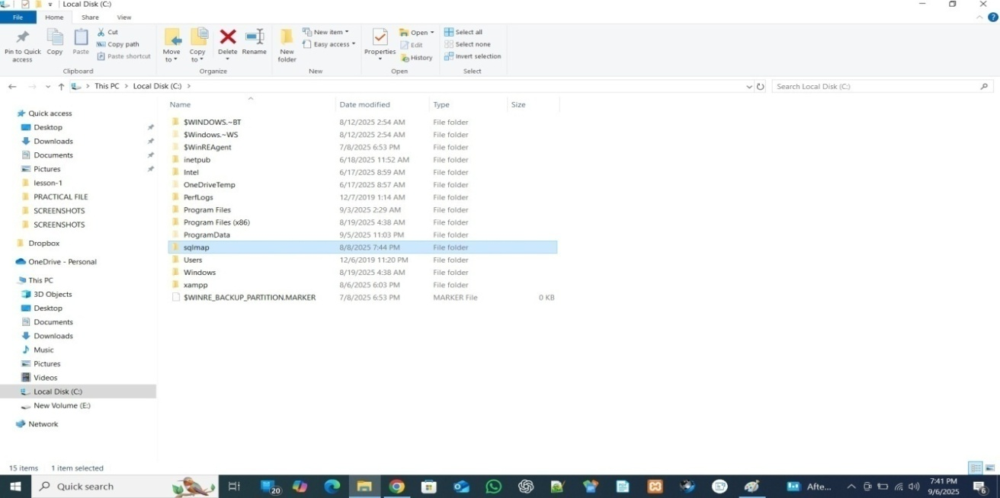 Local Disk (C:)
File Home Share View
Pin to Quick access
Copy
Paste
Cut
Copy path
Paste shortcut
Clipboard
Move to
Copy to
Delete
Rename
Organize
New folder
New item
Easy access
New
Properties
Open
Edit
History
Open
Select all
Select none
Invert selection
Select
This PC > Local Disk (C:) >
Search Local Disk (C:)
Quick access
Desktop
Downloads
Documents
Pictures
lesson-1
PRACTICAL FILE
SCREENSHOTS
SCREENSHOTS
Dropbox
OneDrive - Personal
This PC
3D Objects
Desktop
Documents
Downloads
Music
Pictures
Videos
Local Disk (C:)
New Volume (E:)
Network
Name Date modified Type Size
$WINDOWS.~BT 8/12/2025 2:54 AM File folder
$Windows.~WS 8/12/2025 2:54 AM File folder
$WinREAgent 7/8/2025 6:53 PM File folder
inetpub 6/18/2025 11:52 AM File folder
Intel 6/17/2025 8:59 AM File folder
OneDriveTemp 6/17/2025 8:57 AM File folder
PerfLogs 12/7/2019 1:14 AM File folder
Program Files 9/3/2025 2:29 AM File folder
Program Files (x86) 8/19/2025 4:38 AM File folder
ProgramData 9/5/2025 11:03 PM File folder
sqlmap 8/8/2025 7:44 PM File folder
Users 12/6/2019 11:20 PM File folder
Windows 8/19/2025 4:38 AM File folder
xampp 8/6/2025 6:03 PM File folder
$WINRE_BACKUP_PARTITION.MARKER 7/8/2025 6:53 PM MARKER File 0 KB
15 items 1 item selected
Quick search
20
Afte...
7:41 PM
9/6/2025
6